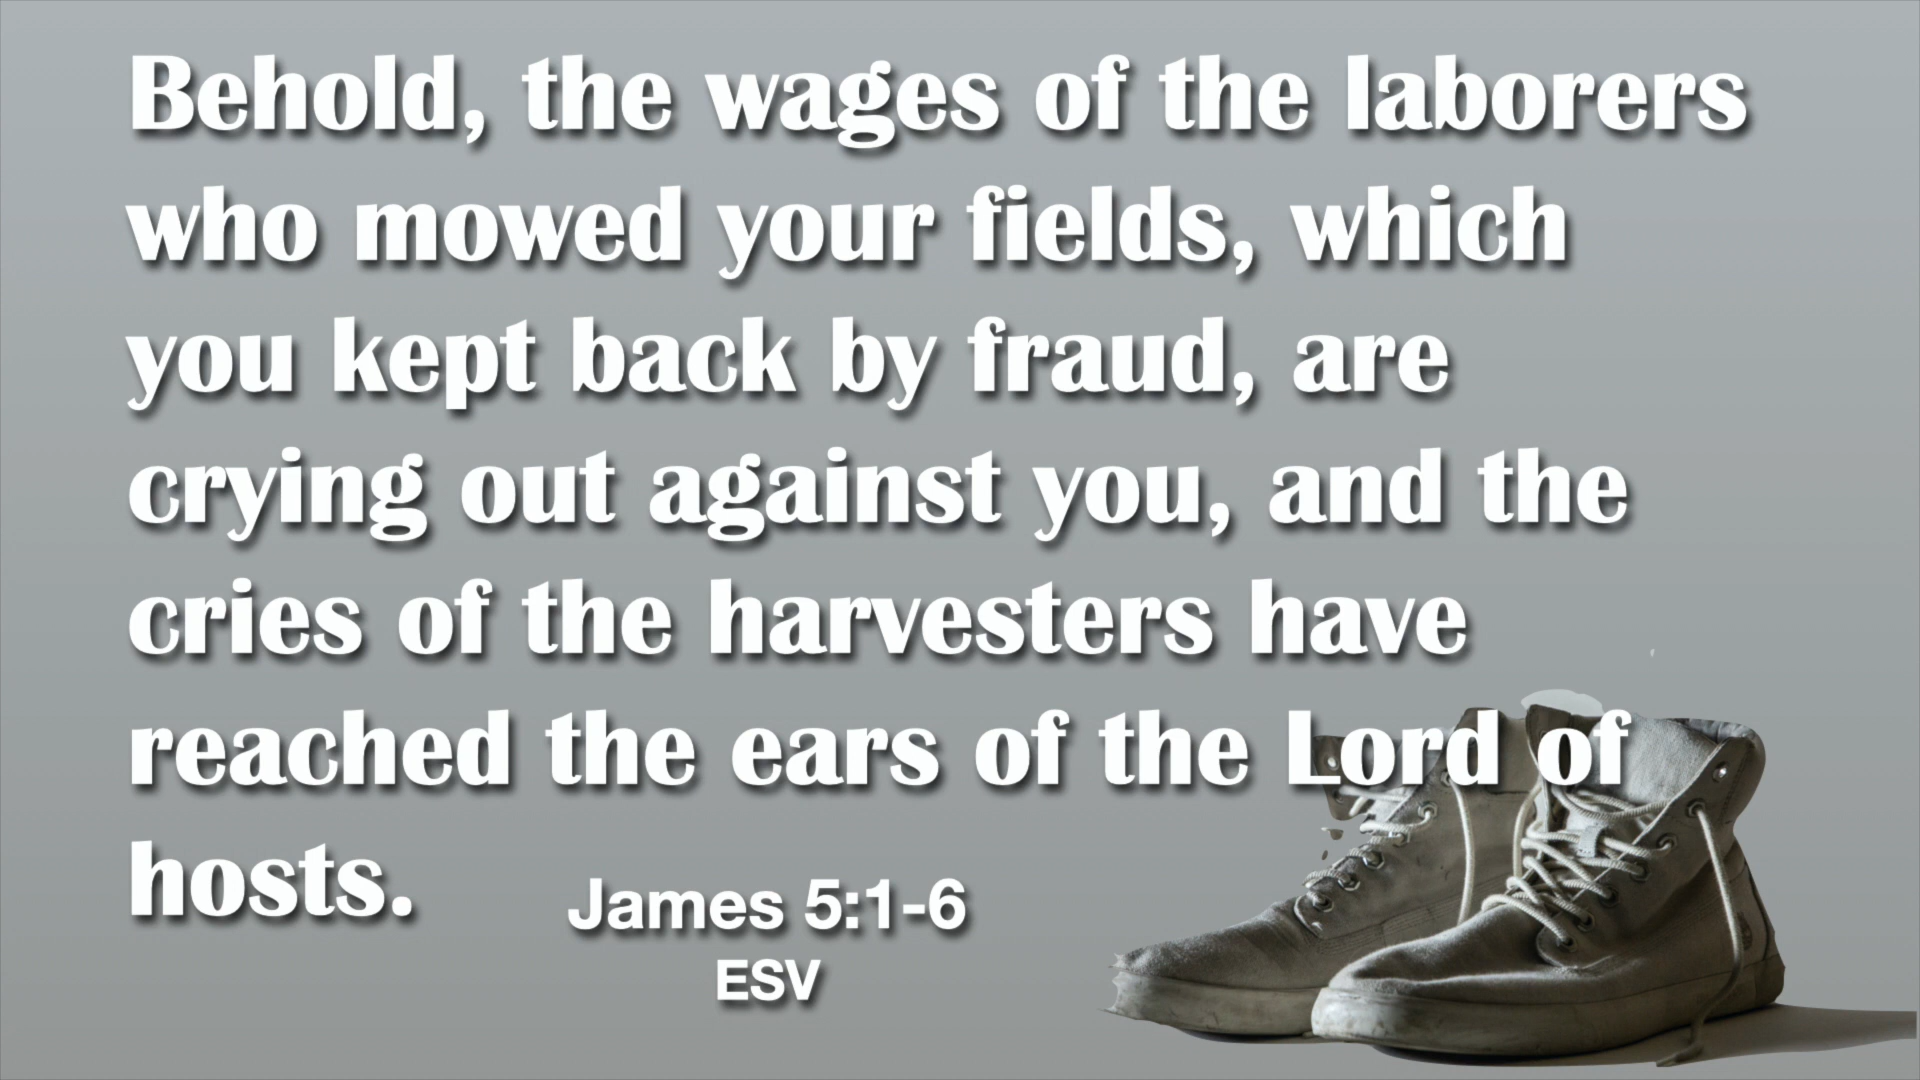 Behold, the wages of the laborers
who mowed your fields, which
you kept back by fraud, are
crying out against you, and the
cries of the harvesters have
reached the ears of the Lord of
hosts.
James 5:1-6
ESV